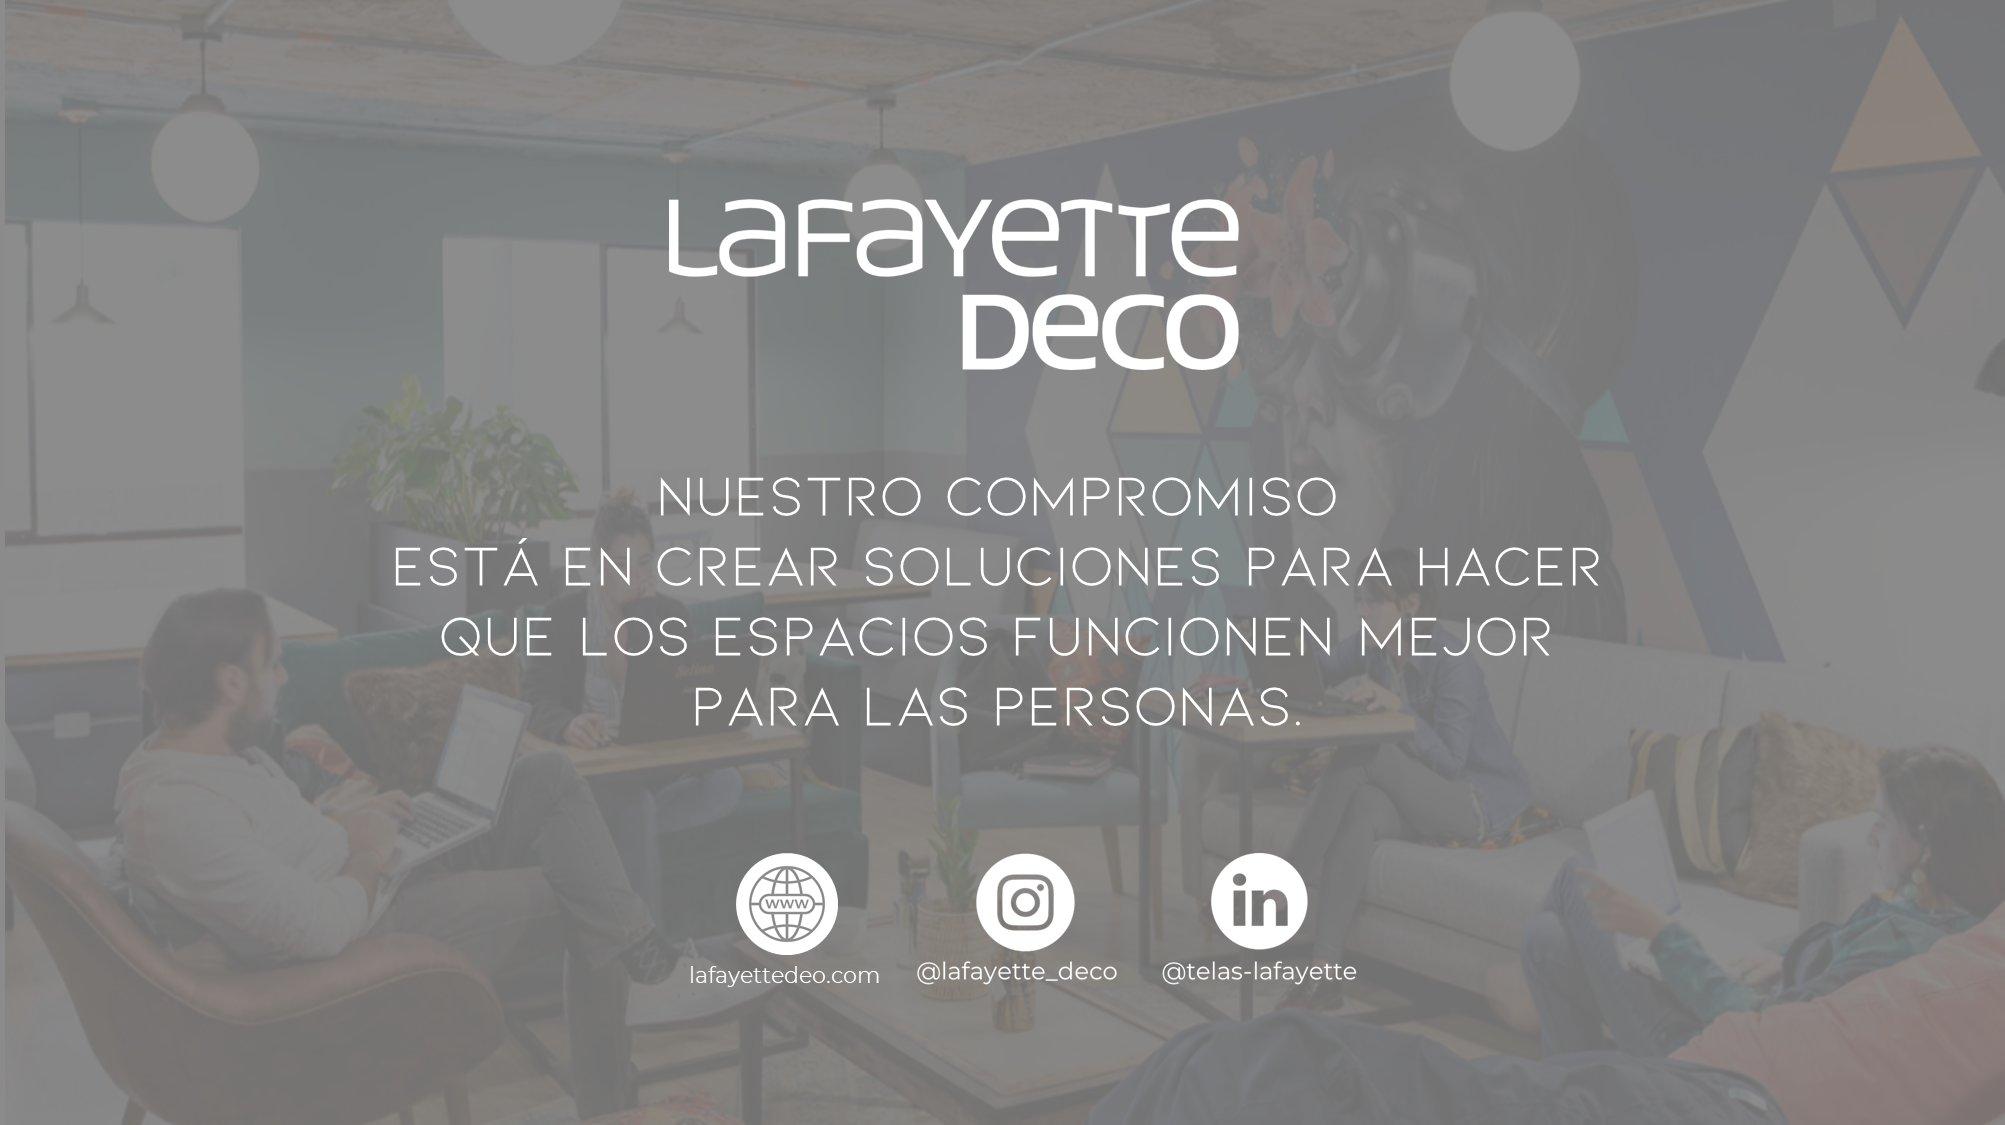 Lafayette
Deco
NUESTRO COMPROMISO
ESTÁ EN CREAR SOLUCIONES PARA HACER
QUE LOS ESPACIOS FUNCIONEN MEJOR
PARA LAS PERSONAS.
www
in
lafayettedeo.com @lafayette_deco @telas-lafayette